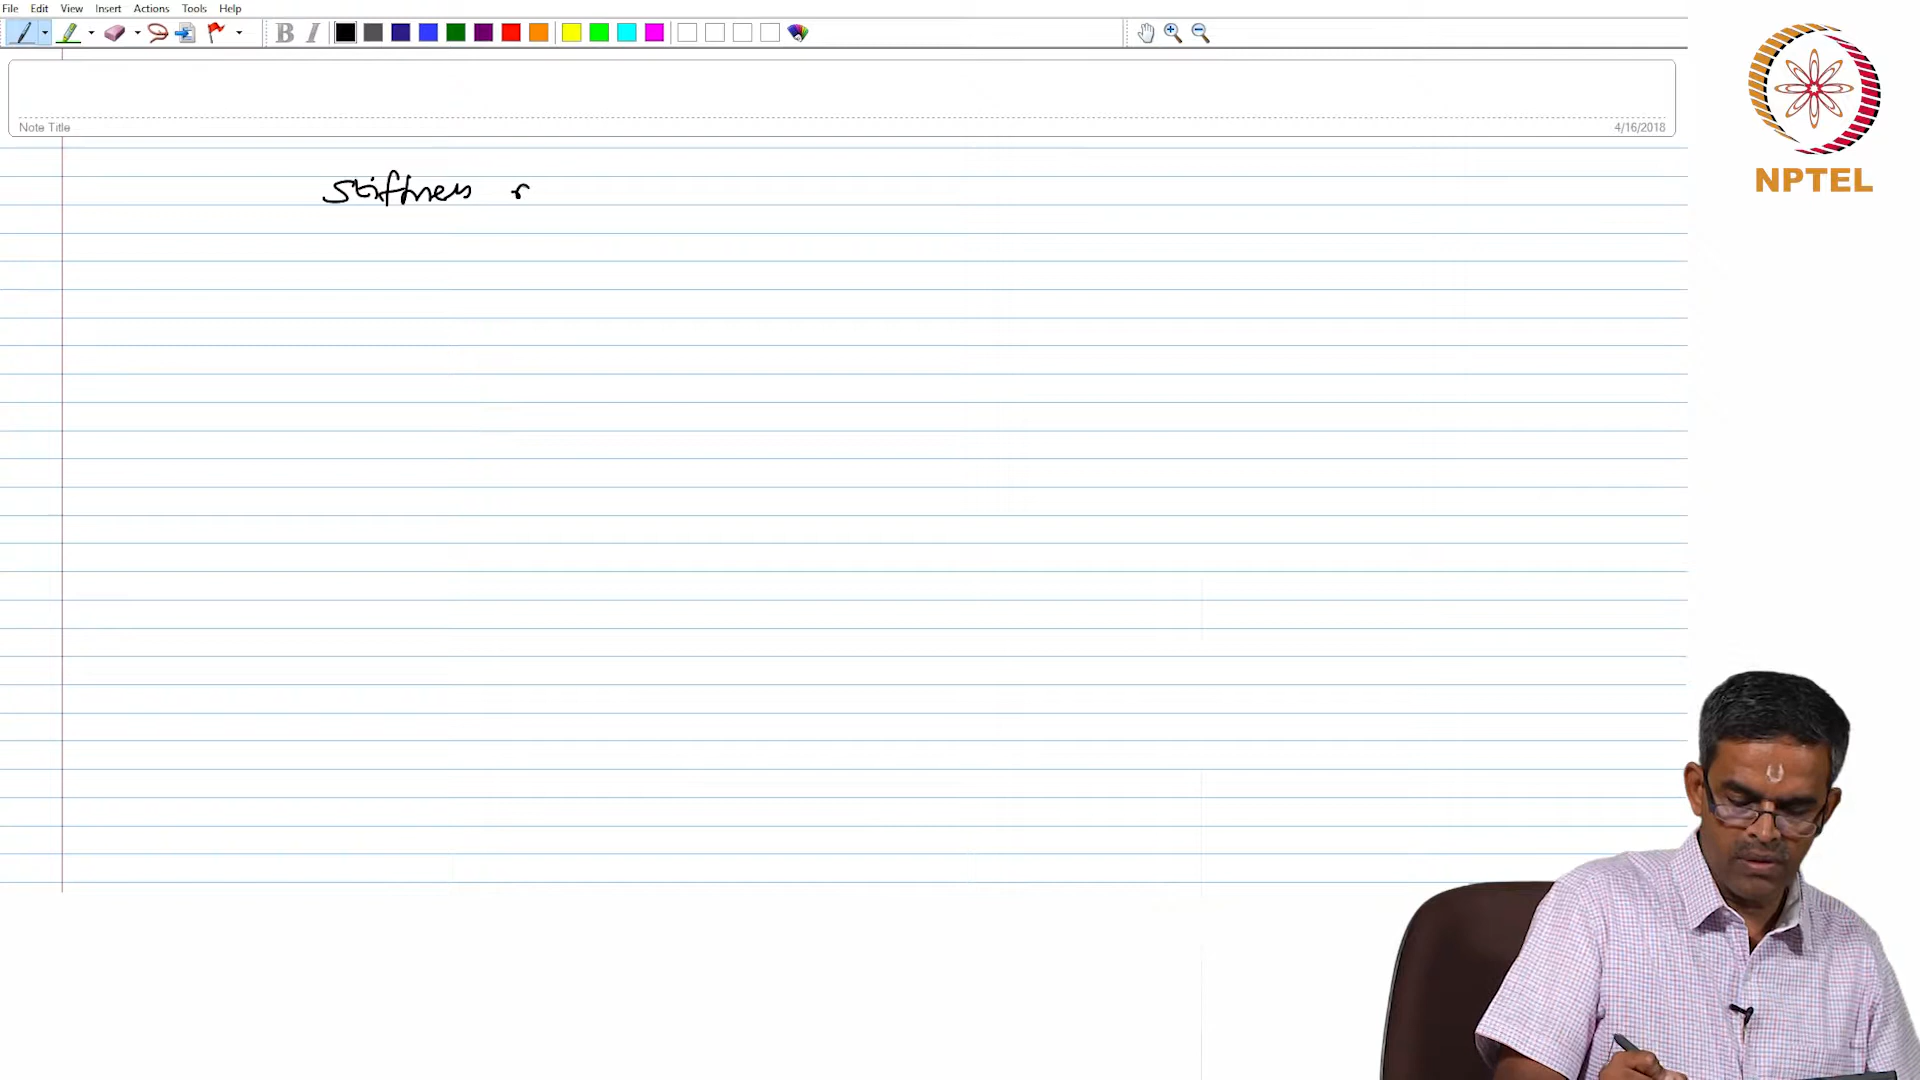 File Edit View Insert Actions Tools Help
B I
Note Title
4/16/2018
NPTEL
Stiffness